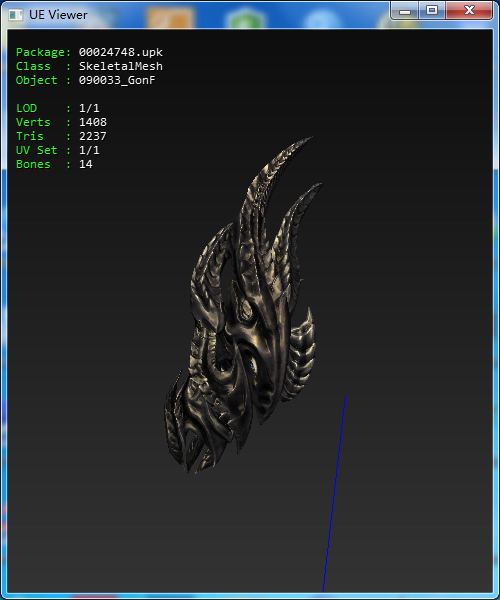 UE Viewer
Package: 00024748.upk
Class : SkeletalMesh
Object : 090033_GonF
LOD : 1/1
Verts : 1408
Tris : 2237
UV Set : 1/1
Bones : 14